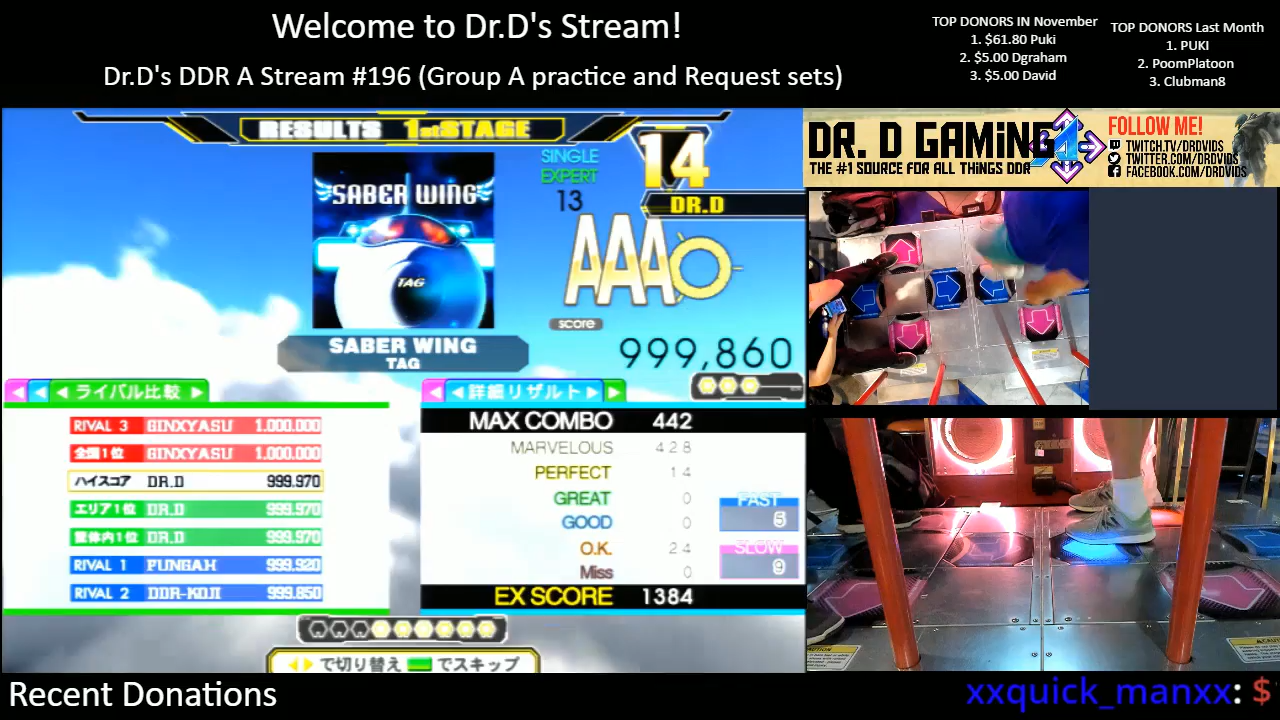 Welcome to Dr.D's Stream!
Dr.D's DDR A Stream #196 (Group A practice and Request sets)
TOP DONORS IN November
1. $61.80 Puki
2. $5.00 Dgraham
3. $5.00 David
TOP DONORS Last Month
1. PUKI
2. PoomPlatoon
3. Clubman8
RESULTS 1stSTAGE
SINGLE
EXPERT
13
14
DR.D
SABER WING
TAG
AAA
score
999,860
SABER WING
TAG
DR. D GAMING
THE #1 SOURCE FOR ALL THINGS DDR
FOLLOW ME!
TWITCH.TV/DRDVIDS
TWITTER.COM/DRDVIDS
FACEBOOK.COM/DRDVIDS
ライバル比較
RIVAL 3 GINXYASU 1.000.000
全国1位 GINXYASU 1.000.000
ハイスコア DR.D 999.970
エリア1位 DR.D 999.970
筐体内1位 DR.D 999.970
RIVAL 1 FUNGAH 999.920
RIVAL 2 DDR-KOJI 999.850
詳細リザルト
MAX COMBO 442
MARVELOUS 428
PERFECT 14
GREAT 0
GOOD 0
O.K. 24
Miss 0
EX SCORE 1384
FAST
5
SLOW
9
で切り替え でスキップ
Recent Donations
xxquick_manxx: $